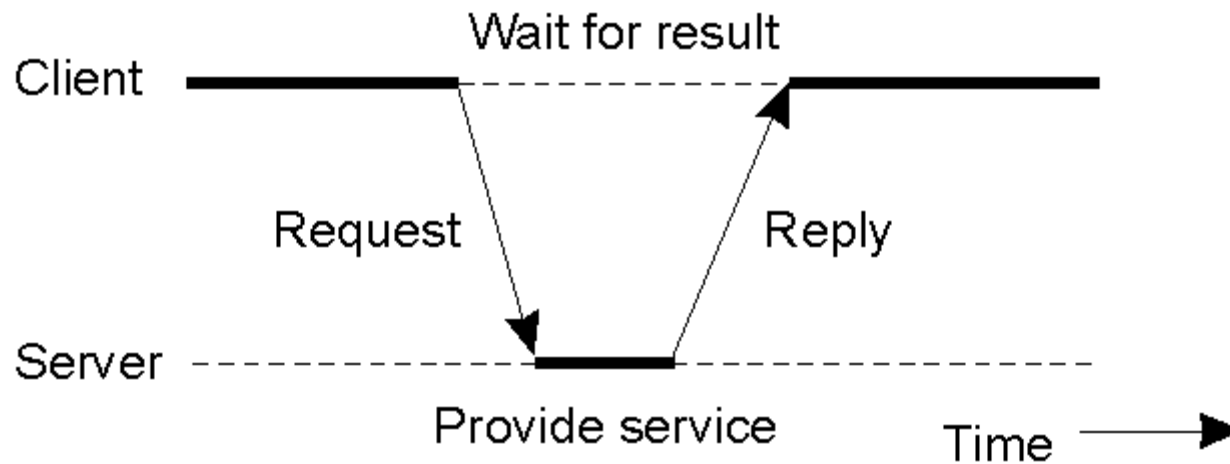 Wait for result
Client
Request
Reply
Server
Provide service
Time